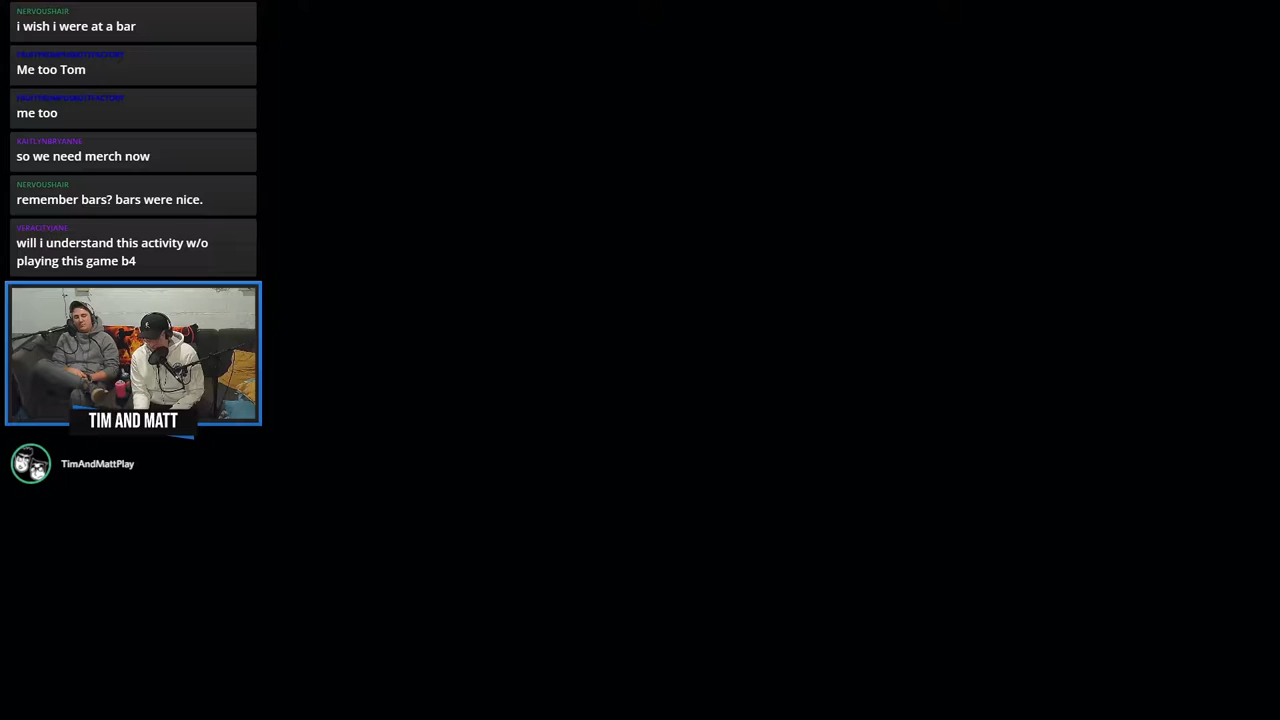 NERVOUSHAIR
i wish i were at a bar
Me too Tom
me too
KAITLYNBRYANNE
so we need merch now
NERVOUSHAIR
remember bars? bars were nice.
VERACITYJANE
will i understand this activity w/o
playing this game b4
TIM AND MATT
TimAndMattPlay